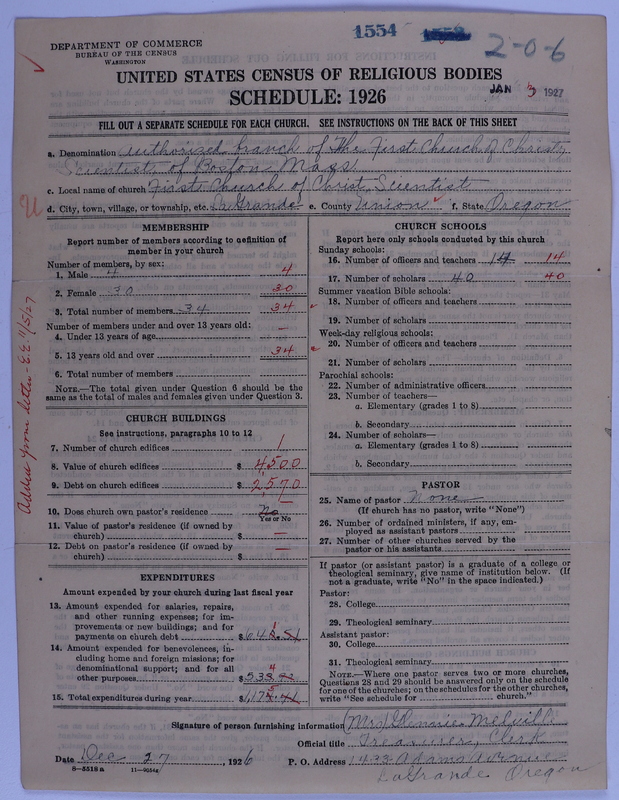 1554
2-0-6
DEPARTMENT OF COMMERCE
BUREAU OF THE CENSUS
WASHINGTON
UNITED STATES CENSUS OF RELIGIOUS BODIES
SCHEDULE: 1926
JAN 3 1927
FILL OUT A SEPARATE SCHEDULE FOR EACH CHURCH. SEE INSTRUCTIONS ON THE BACK OF THIS SHEET
a. Denomination authorized branch of The First Church of Christ,
Scientist, of Boston, Mass
c. Local name of church First Church of Christ, Scientist
d. City, town, village, or township, etc. La Grande e. County Union f. State Oregon
MEMBERSHIP
Report number of members according to definition of
member in your church
Number of members, by sex:
1. Male 4 4
2. Female 30 30
3. Total number of members 34 34
Number of members under and over 13 years old:
4. Under 13 years of age –
5. 13 years old and over 34
6. Total number of members
NOTE.—The total given under Question 6 should be the
same as the total of males and females given under Question 3.
CHURCH BUILDINGS
See instructions, paragraphs 10 to 12
7. Number of church edifices 1
8. Value of church edifices $ 4,500
9. Debt on church edifices $ 2,570
10. Does church own pastor's residence No
Yes or No
11. Value of pastor's residence (if owned by
church) $ —
12. Debt on pastor's residence (if owned by
church) $ —
EXPENDITURES
Amount expended by your church during last fiscal year
13. Amount expended for salaries, repairs,
and other running expenses; for im-
provements or new buildings; and for
payments on church debt $
14. Amount expended for benevolences, in-
cluding home and foreign missions; for
denominational support; and for all
other purposes $
15. Total expenditures during year $
CHURCH SCHOOLS
Report here only schools conducted by this church
Sunday schools:
16. Number of officers and teachers 14 14
17. Number of scholars 40 40
Summer vacation Bible schools:
18. Number of officers and teachers
19. Number of scholars
Week-day religious schools:
20. Number of officers and teachers
21. Number of scholars
Parochial schools:
22. Number of administrative officers
23. Number of teachers—
a. Elementary (grades 1 to 8)
b. Secondary
24. Number of scholars—
a. Elementary (grades 1 to 8)
b. Secondary
PASTOR
25. Name of pastor None
(If church has no pastor, write "None")
26. Number of ordained ministers, if any, em-
ployed as assistant pastors
27. Number of other churches served by the
pastor or his assistants
If pastor (or assistant pastor) is a graduate of a college or
theological seminary, give name of institution below. (If
not a graduate, write "No" in the space indicated.)
Pastor:
28. College
29. Theological seminary
Assistant pastor:
30. College
31. Theological seminary
NOTE.—Where one pastor serves two or more churches,
Questions 28 and 29 should be answered only on the schedule
for one of the churches; on the schedules for the other churches,
write "See schedule for church."
Signature of person furnishing information (Mrs) Melville
Official title Treasurer, Clerk
Date Dec 27, 1926 P. O. Address 1433 Adams Avenue
8-5518a 11-9054a La Grande Oregon
Address from letter - EE 11/5/27